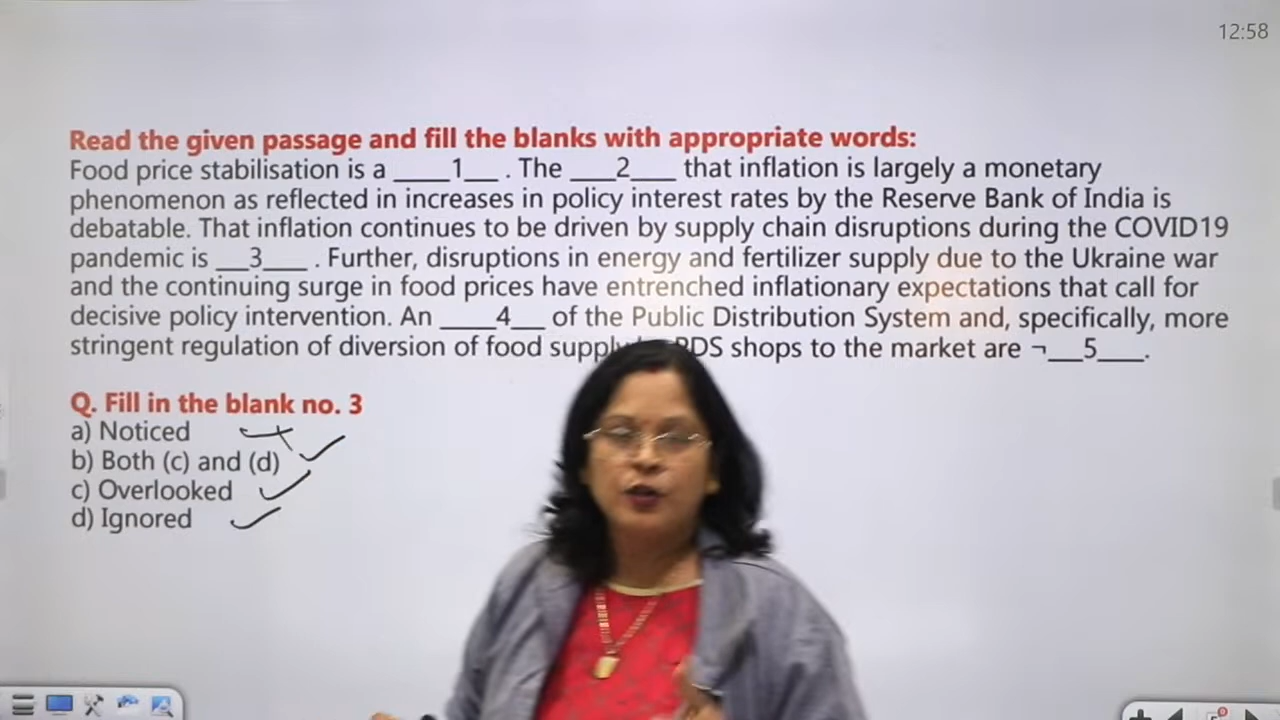 12:58
Read the given passage and fill the blanks with appropriate words:
Food price stabilisation is a ____1__ . The ___2___ that inflation is largely a monetary
phenomenon as reflected in increases in policy interest rates by the Reserve Bank of India is
debatable. That inflation continues to be driven by supply chain disruptions during the COVID19
pandemic is __3___ . Further, disruptions in energy and fertilizer supply due to the Ukraine war
and the continuing surge in food prices have entrenched inflationary expectations that call for
decisive policy intervention. An ____4__ of the Public Distribution System and, specifically, more
stringent regulation of diversion of food supply PDS shops to the market are ¬___5____.
Q. Fill in the blank no. 3
a) Noticed
b) Both (c) and (d)
c) Overlooked
d) Ignored